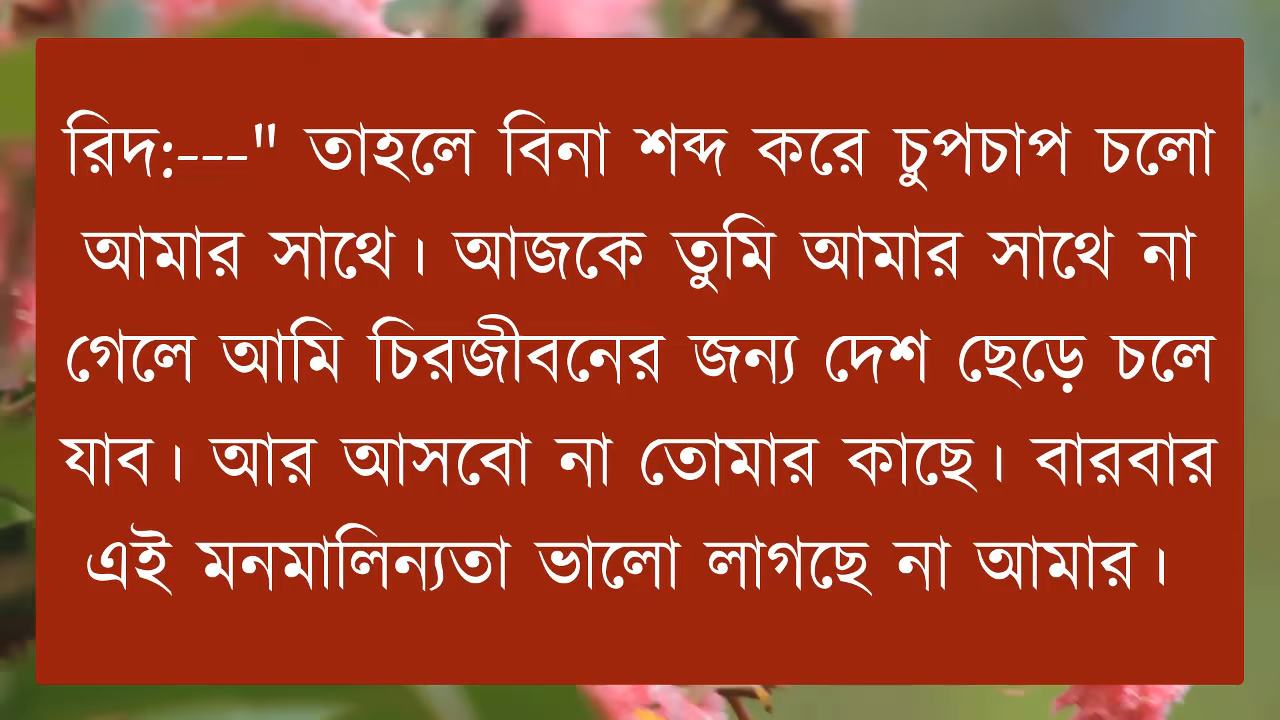 রিদ:---" তাহলে বিনা শব্দ করে চুপচাপ চলো
আমার সাথে। আজকে তুমি আমার সাথে না
গেলে আমি চিরজীবনের জন্য দেশ ছেড়ে চলে
যাব। আর আসবো না তোমার কাছে। বারবার
এই মনমালিন্যতা ভালো লাগছে না আমার।